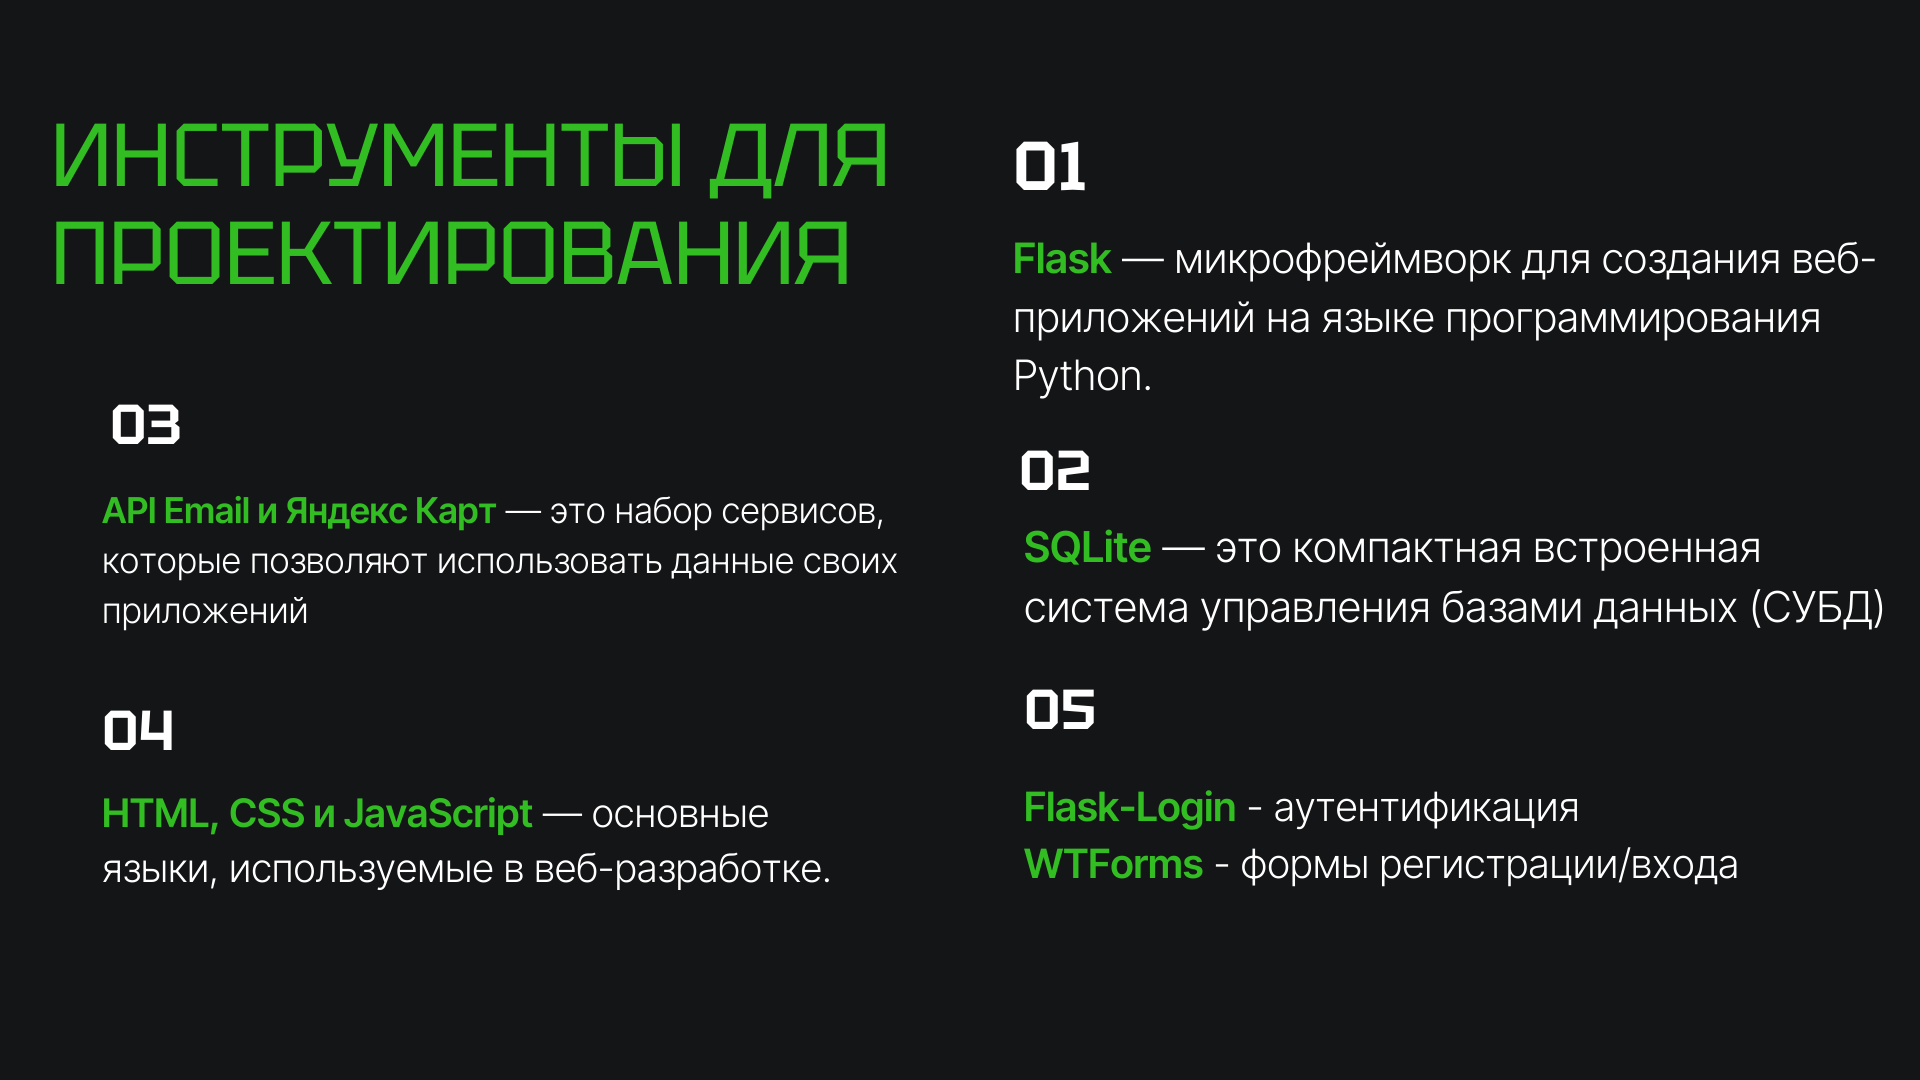 ИНСТРУМЕНТЫ ДЛЯ
ПРОЕКТИРОВАНИЯ
01
Flask — микрофреймворк для создания веб-
приложений на языке программирования
Python.
02
SQLite — это компактная встроенная
система управления базами данных (СУБД)
03
API Email и Яндекс Карт — это набор сервисов,
которые позволяют использовать данные своих
приложений
04
HTML, CSS и JavaScript — основные
языки, используемые в веб-разработке.
05
Flask-Login - аутентификация
WTForms - формы регистрации/входа